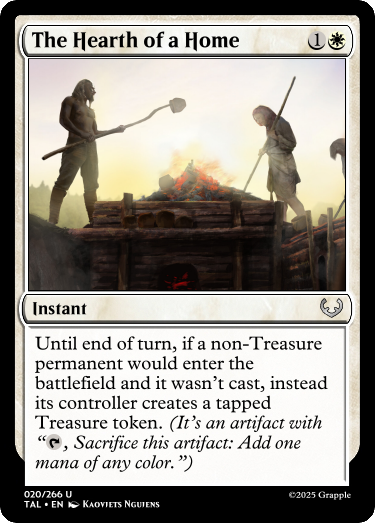 The Hearth of a Home 1
Instant
Until end of turn, if a non-Treasure
permanent would enter the
battlefield and it wasn't cast, instead
its controller creates a tapped
Treasure token. (It's an artifact with
“, Sacrifice this artifact: Add one
mana of any color.”)
020/266 U
TAL • EN Kaoviets Nguiens
©2025 Grapple